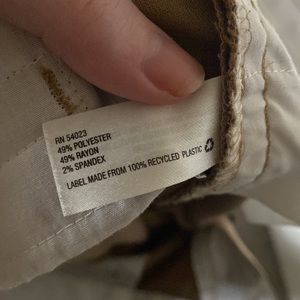 RN 54023
49% POLYESTER
49% RAYON
2% SPANDEX
LABEL MADE FROM 100% RECYCLED PLASTIC